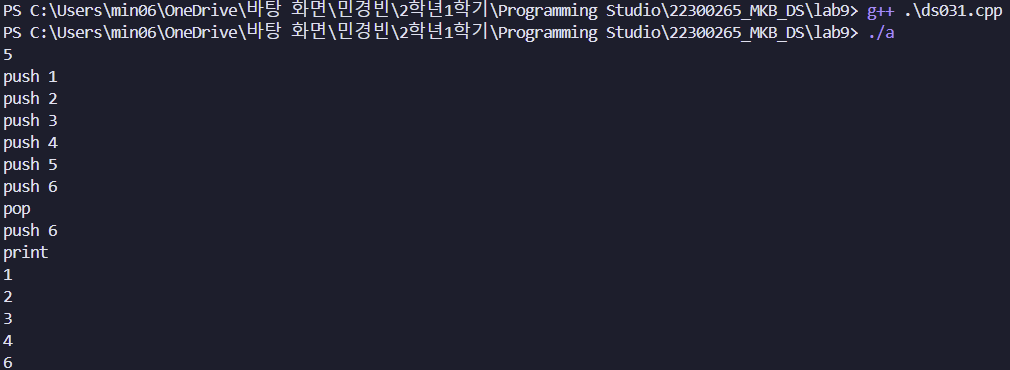 PS C:\Users\min06\OneDrive\바탕 화면\민경빈\2학년1학기\Programming Studio\22300265_MKB_DS\lab9> g++ .\ds031.cpp
PS C:\Users\min06\OneDrive\바탕 화면\민경빈\2학년1학기\Programming Studio\22300265_MKB_DS\lab9> ./a
5
push 1
push 2
push 3
push 4
push 5
push 6
pop
push 6
print
1
2
3
4
6